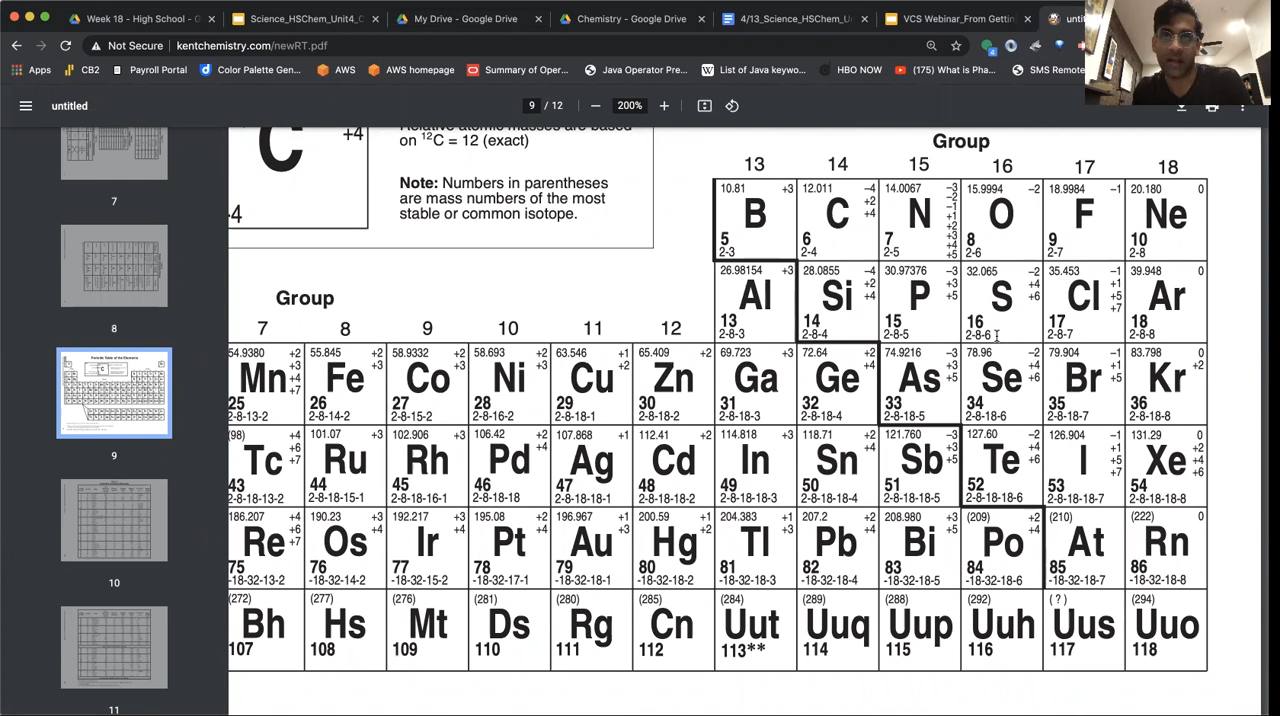 Week 18 - High School - G
Science_HSChem_Unit4_C
My Drive - Google Drive
Chemistry - Google Drive
4/13_Science_HSChem_U
VCS Webinar_From Gettin
unti
Not Secure
kentchemistry.com/newRT.pdf
Apps
CB2
Payroll Portal
Color Palette Gen...
AWS
AWS homepage
Summary of Oper...
Java Operator Pre...
List of Java keywo...
HBO NOW
(175) What is Pha...
SMS Remote
untitled
9 / 12
200%
7
8
9
10
11
C
+4
-4
Relative atomic masses are based
on 12C = 12 (exact)
Note: Numbers in parentheses
are mass numbers of the most
stable or common isotope.
Group
13 14 15 16 17 18
10.81 +3 12.011 -4 14.0067 -3 15.9994 -2 18.9984 -1 20.180 0
-2
+2 -1
+4 +1
+2
+3
+4
+5
B C N O F Ne
5 6 7 8 9 10
2-3 2-4 2-5 2-6 2-7 2-8
26.98154 +3 28.0855 -4 30.97376 -3 32.065 -2 35.453 -1 39.948 0
+2 +3 +4 +1
+4 +5 +6 +5
+7
Al Si P S Cl Ar
13 14 15 16 17 18
2-8-3 2-8-4 2-8-5 2-8-6 2-8-7 2-8-8
Group
7 8 9 10 11 12
54.9380 +2 55.845 +2 58.9332 +2 58.693 +2 63.546 +1 65.409 +2 69.723 +3 72.64 +2 74.9216 -3 78.96 -2 79.904 -1 83.798 0
+3 +3 +3 +3 +2 +4 +3 +4 +1 +2
+4 +5 +6 +5
+7
Mn Fe Co Ni Cu Zn Ga Ge As Se Br Kr
25 26 27 28 29 30 31 32 33 34 35 36
2-8-13-2 2-8-14-2 2-8-15-2 2-8-16-2 2-8-18-1 2-8-18-2 2-8-18-3 2-8-18-4 2-8-18-5 2-8-18-6 2-8-18-7 2-8-18-8
(98) +4 101.07 +3 102.906 +3 106.42 +2 107.868 +1 112.41 +2 114.818 +3 118.71 +2 121.760 -3 127.60 -2 126.904 -1 131.29 0
+6 +4 +4 +3 +4 +1 +2
+7 +5 +6 +5 +4
+7 +6
Tc Ru Rh Pd Ag Cd In Sn Sb Te I Xe
43 44 45 46 47 48 49 50 51 52 53 54
2-8-18-13-2 2-8-18-15-1 2-8-18-16-1 2-8-18-18 2-8-18-18-1 2-8-18-18-2 2-8-18-18-3 2-8-18-18-4 2-8-18-18-5 2-8-18-18-6 2-8-18-18-7 2-8-18-18-8
186.207 +4 190.23 +3 192.217 +3 195.08 +2 196.967 +1 200.59 +1 204.383 +1 207.2 +2 208.980 +3 (209) +2 (210) (222) 0
+6 +4 +4 +4 +3 +2 +3 +4 +5 +4
+7
Re Os Ir Pt Au Hg Tl Pb Bi Po At Rn
75 76 77 78 79 80 81 82 83 84 85 86
-18-32-13-2 -18-32-14-2 -18-32-15-2 -18-32-17-1 -18-32-18-1 -18-32-18-2 -18-32-18-3 -18-32-18-4 -18-32-18-5 -18-32-18-6 -18-32-18-7 -18-32-18-8
(272) (277) (276) (281) (280) (285) (284) (289) (288) (292) (?) (294)
Bh Hs Mt Ds Rg Cn Uut Uuq Uup Uuh Uus Uuo
107 108 109 110 111 112 113** 114 115 116 117 118